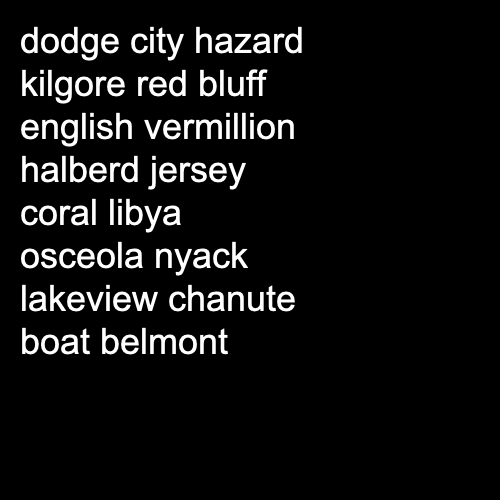 dodge city hazard
kilgore red bluff
english vermillion
halberd jersey
coral libya
osceola nyack
lakeview chanute
boat belmont